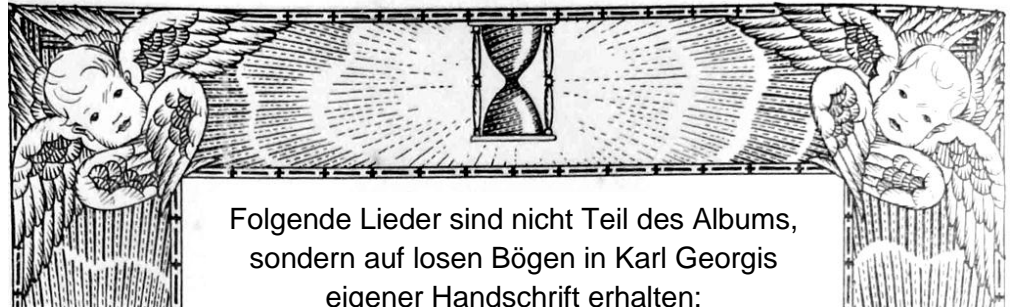 Folgende Lieder sind nicht Teil des Albums,
sondern auf losen Bögen in Karl Georgis
eigener Handschrift erhalten: